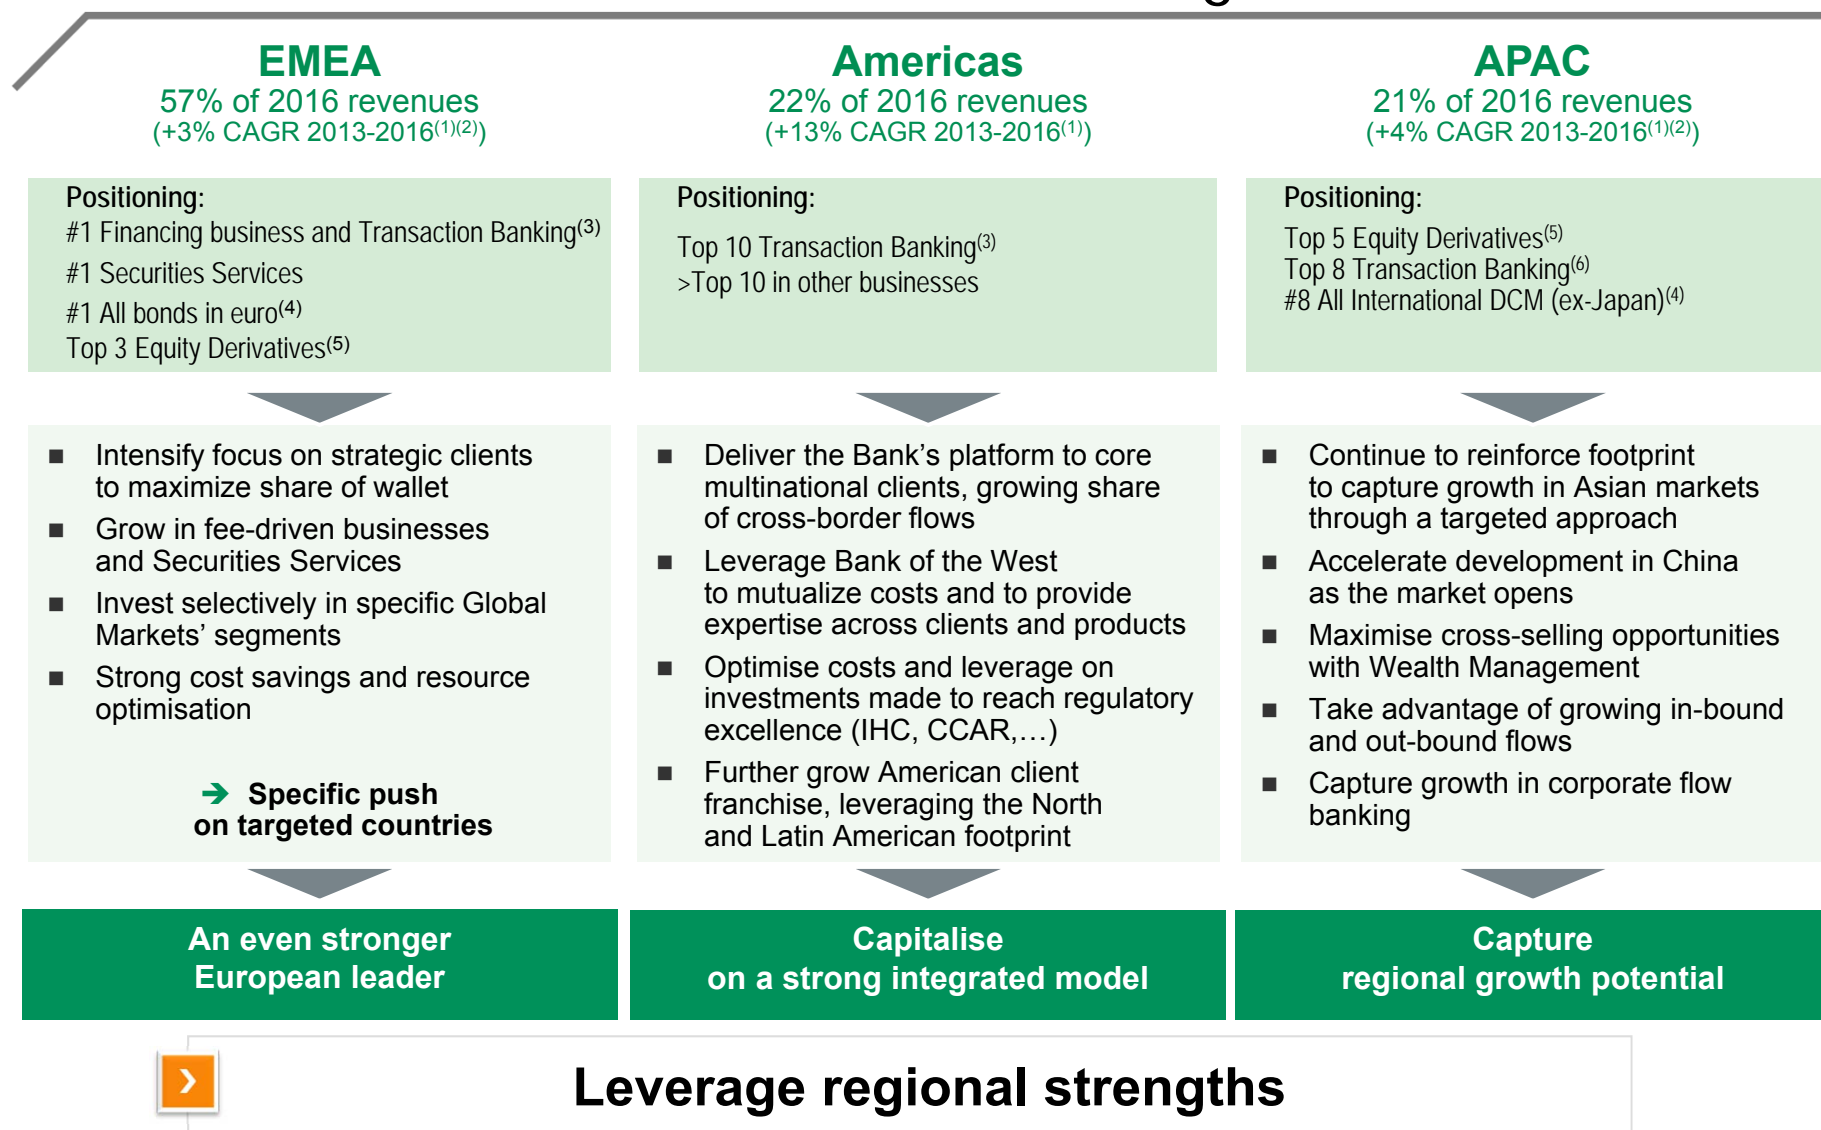 EMEA
57% of 2016 revenues
(+3% CAGR 2013-2016(1)(2))
Positioning:
#1 Financing business and Transaction Banking(3)
#1 Securities Services
#1 All bonds in euro(4)
Top 3 Equity Derivatives(5)
■ Intensify focus on strategic clients
to maximize share of wallet
■ Grow in fee-driven businesses
and Securities Services
■ Invest selectively in specific Global
Markets' segments
■ Strong cost savings and resource
optimisation
➔ Specific push
on targeted countries
An even stronger
European leader
Americas
22% of 2016 revenues
(+13% CAGR 2013-2016(1))
Positioning:
Top 10 Transaction Banking(3)
>Top 10 in other businesses
■ Deliver the Bank's platform to core
multinational clients, growing share
of cross-border flows
■ Leverage Bank of the West
to mutualize costs and to provide
expertise across clients and products
■ Optimise costs and leverage on
investments made to reach regulatory
excellence (IHC, CCAR,…)
■ Further grow American client
franchise, leveraging the North
and Latin American footprint
Capitalise
on a strong integrated model
APAC
21% of 2016 revenues
(+4% CAGR 2013-2016(1)(2))
Positioning:
Top 5 Equity Derivatives(5)
Top 8 Transaction Banking(6)
#8 All International DCM (ex-Japan)(4)
■ Continue to reinforce footprint
to capture growth in Asian markets
through a targeted approach
■ Accelerate development in China
as the market opens
■ Maximise cross-selling opportunities
with Wealth Management
■ Take advantage of growing in-bound
and out-bound flows
■ Capture growth in corporate flow
banking
Capture
regional growth potential
Leverage regional strengths